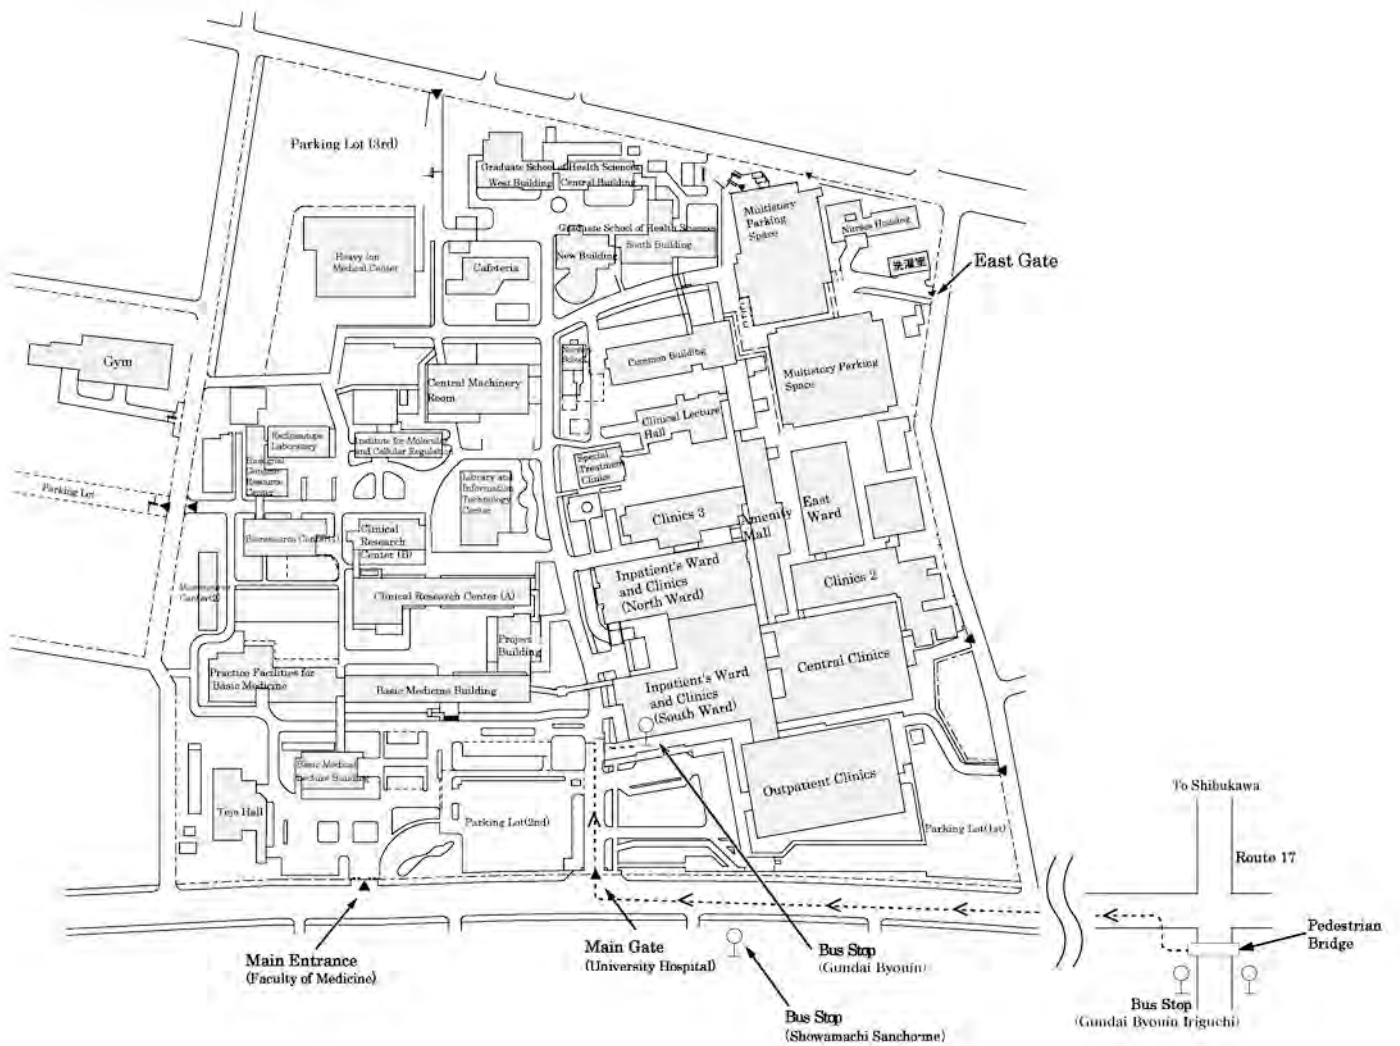 Parking Lot (3rd)
Graduate School of Health Sciences
West Building
Central Building
Multistory
Parking
Space
Nurses Housing
Graduate School of Health Sciences
South Building
New Building
洗濯室
East Gate
Heavy Ion
Medical Center
Cafeteria
Gym
Common Building
Multistory Parking
Space
Central Machinery
Room
Clinical Lecture
Hall
Institute for Molecular
and Cellular Regulation
Laboratory
Special
Treatment
Clinics
Library and
Information
Technology
Center
Parking Lot
Clinics 3
Amenity
Mall
East
Ward
Clinical
Research
Center (B)
Inpatient's Ward
and Clinics
(North Ward)
Clinics 2
Clinical Research Center (A)
Project
Building
Central Clinics
Practice Facilities for
Basic Medicine
Basic Medicine Building
Inpatient's Ward
and Clinics
(South Ward)
Basic Medical
Lecture Building
Outpatient Clinics
To Shibukawa
Parking Lot(2nd)
Parking Lot(1st)
Route 17
Main Entrance
(Faculty of Medicine)
Main Gate
(University Hospital)
Bus Stop
(Gundai Byouin)
Pedestrian
Bridge
Bus Stop
(Showamachi Sancho-me)
Bus Stop
(Gundai Byouin Iriguchi)